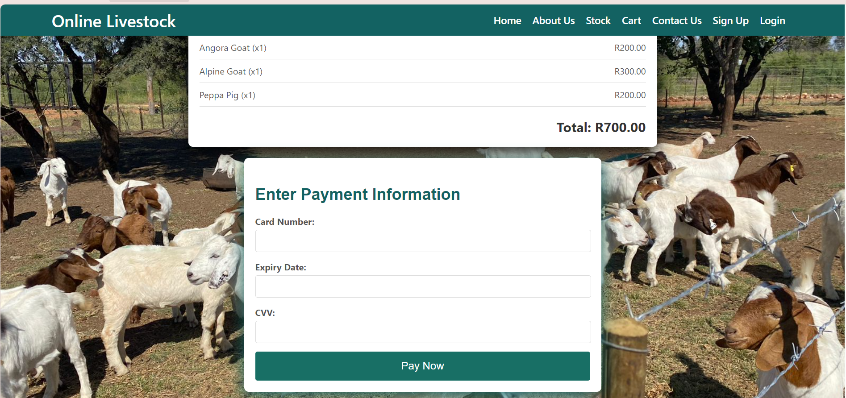 Online Livestock
Home About Us Stock Cart Contact Us Sign Up Login
Angora Goat (x1) R200.00
Alpine Goat (x1) R300.00
Peppa Pig (x1) R200.00
Total: R700.00
Enter Payment Information
Card Number:
Expiry Date:
CVV:
Pay Now